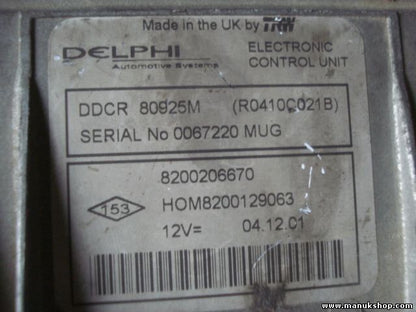 Made in the UK by TRW
DELPHI
Automotive Systems
ELECTRONIC
CONTROL UNIT
DDCR 80925M (R0410C021B)
SERIAL No 0067220 MUG
8200206670
153
HOM8200129063
12V= 04.12.01
www.manukshop.com